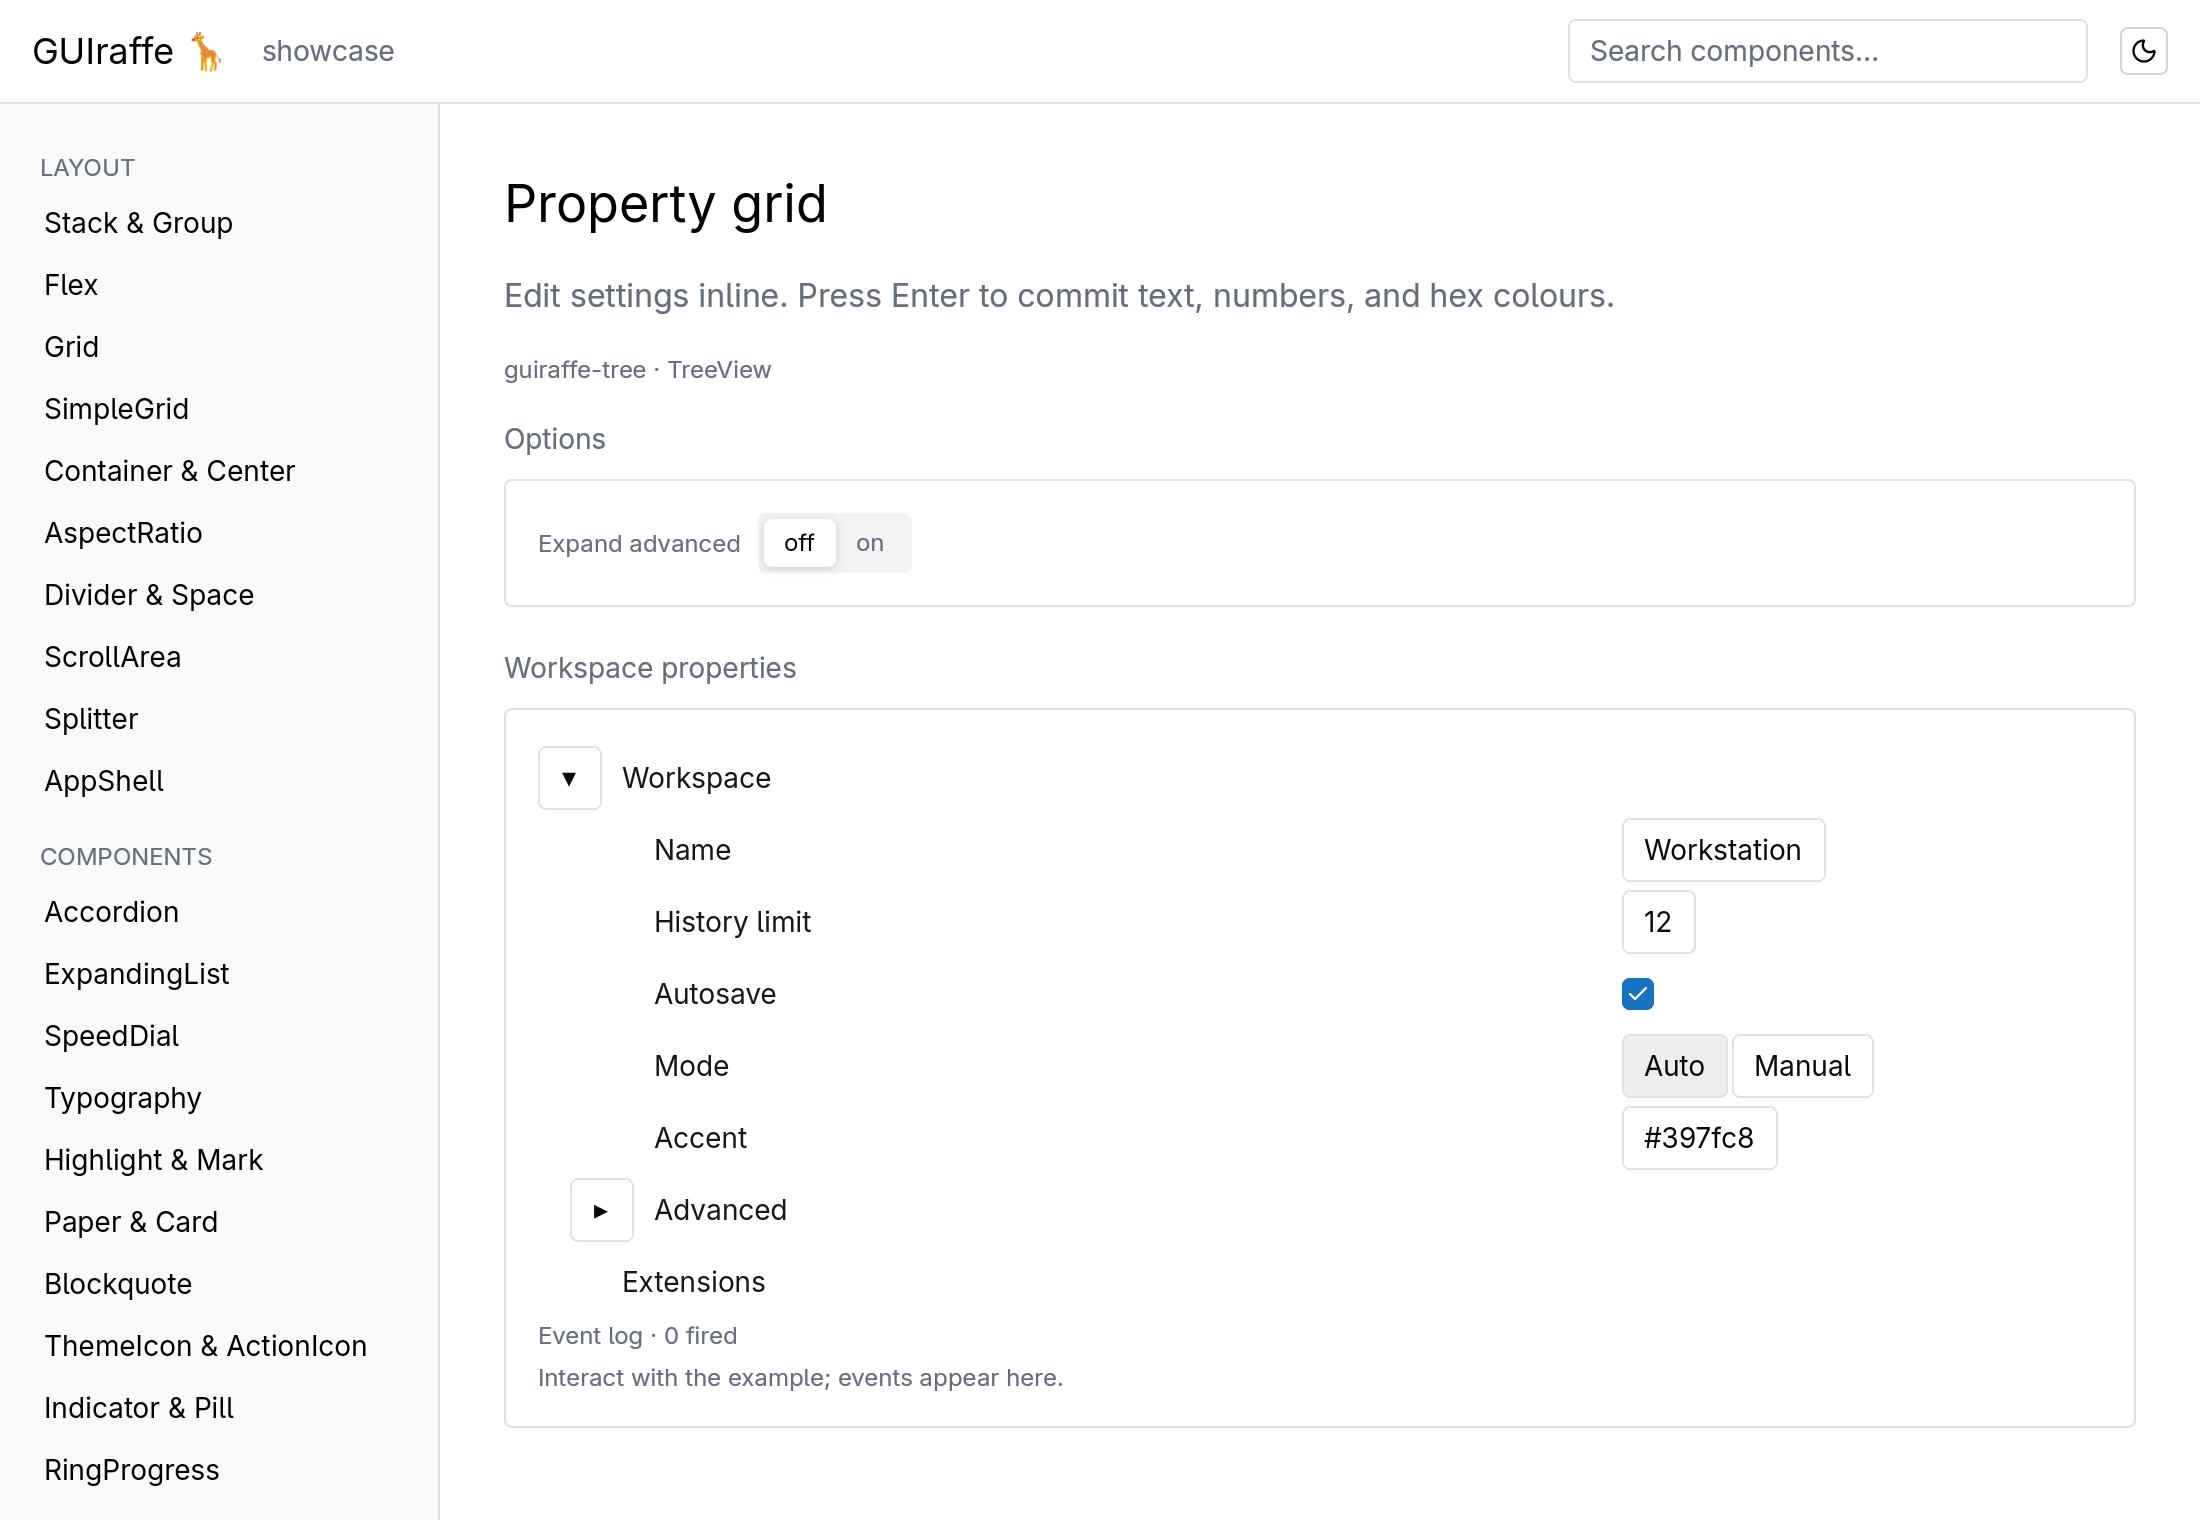 GUIraffe 🦒 showcase Search components...
LAYOUT
Stack & Group
Flex
Grid
SimpleGrid
Container & Center
AspectRatio
Divider & Space
ScrollArea
Splitter
AppShell
COMPONENTS
Accordion
ExpandingList
SpeedDial
Typography
Highlight & Mark
Paper & Card
Blockquote
ThemeIcon & ActionIcon
Indicator & Pill
RingProgress
Property grid
Edit settings inline. Press Enter to commit text, numbers, and hex colours.
guiraffe-tree · TreeView
Options
Expand advanced off on
Workspace properties
▼ Workspace
Name Workstation
History limit 12
Autosave
Mode Auto Manual
Accent #397fc8
► Advanced
Extensions
Event log · 0 fired
Interact with the example; events appear here.